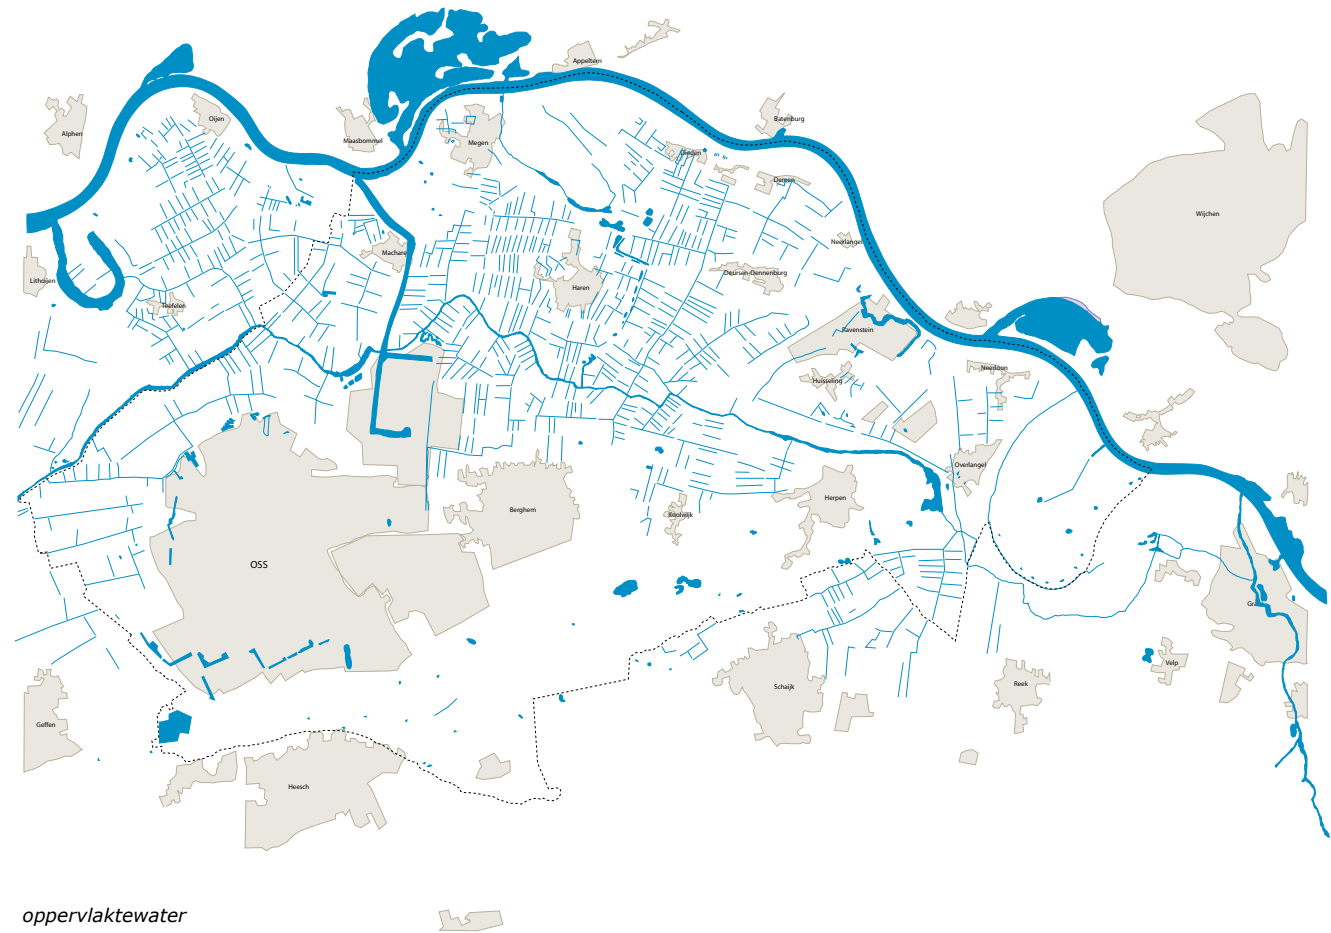 Appeltern
Alphen
Oijen
Batenburg
Maasbommel
Megen
Dieden
Demen
Wijchen
Neerlangel
Macharen
Lithoijen
Deursen-Dennenburg
Haren
Teeffelen
Ravenstein
Neerloon
Huisseling
Overlangel
Herpen
Berghem
Koolwijk
OSS
Velp
Reek
Schaijk
Geffen
Heesch
oppervlaktewater